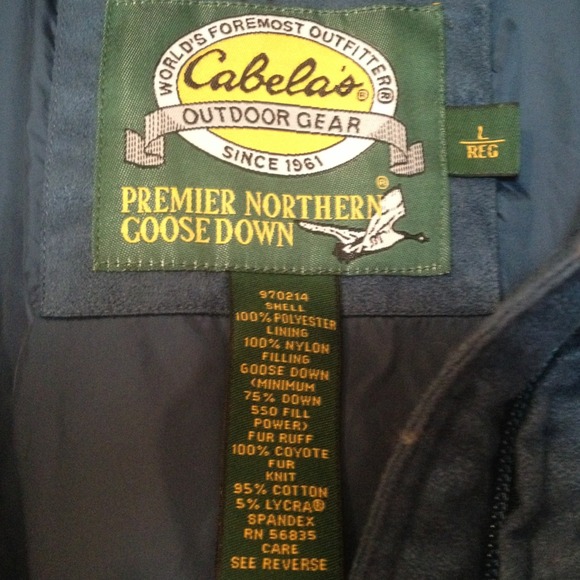 WORLD'S FOREMOST OUTFITTER®
Cabela's®
OUTDOOR GEAR
SINCE 1961
PREMIER NORTHERN®
GOOSE DOWN
L
REG
970214
SHELL
100% POLYESTER
LINING
100% NYLON
FILLING
GOOSE DOWN
(MINIMUM
75% DOWN
550 FILL
POWER)
FUR RUFF
100% COYOTE
FUR
KNIT
95% COTTON
5% LYCRA®
SPANDEX
RN 56835
CARE
SEE REVERSE